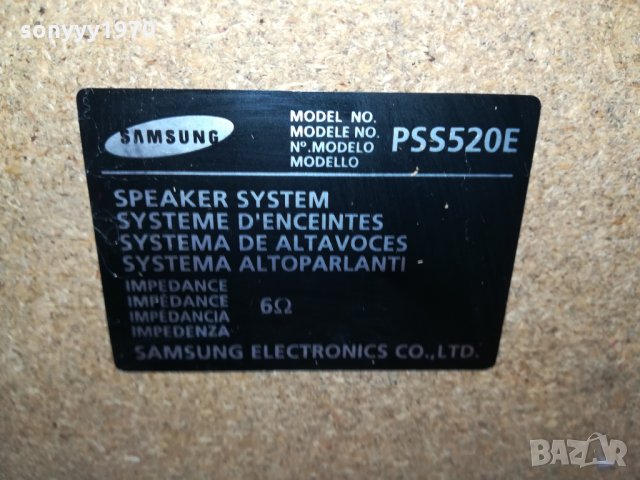 sonyyy1970
SAMSUNG
MODEL NO.
MODELE NO.
Nº.MODELO
MODELLO
PSS520E
SPEAKER SYSTEM
SYSTEME D'ENCEINTES
SYSTEMA DE ALTAVOCES
SYSTEMA ALTOPARLANTI
IMPEDANCE
IMPÉDANCE
IMPEDANCIA
IMPEDENZA
6Ω
SAMSUNG ELECTRONICS CO.,LTD.
BAZAR